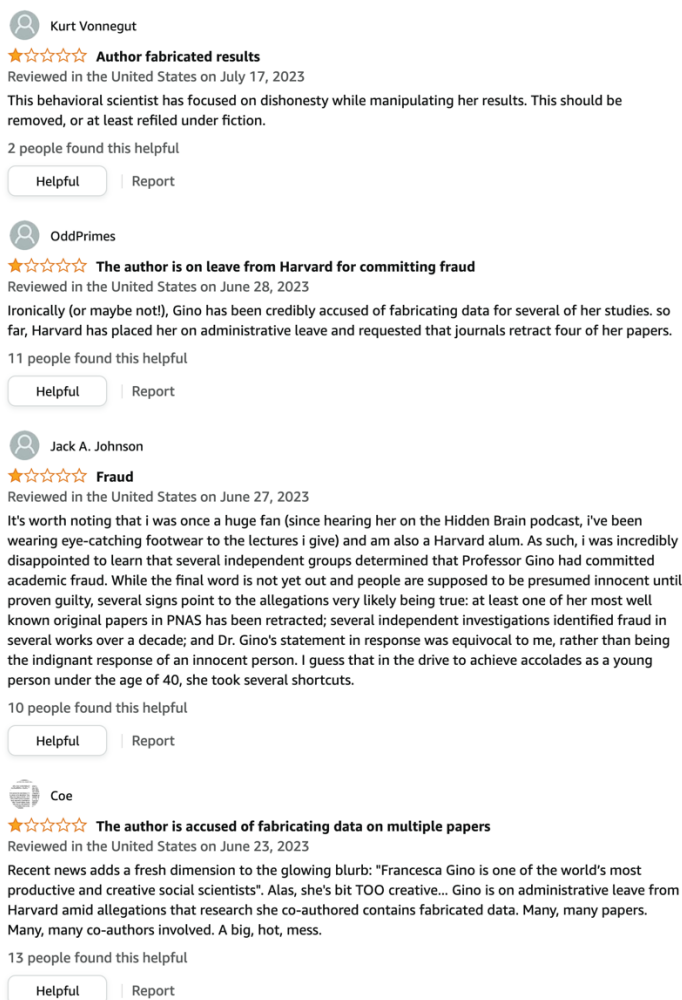 Kurt Vonnegut
Author fabricated results
Reviewed in the United States on July 17, 2023
This behavioral scientist has focused on dishonesty while manipulating her results. This should be
removed, or at least refiled under fiction.
2 people found this helpful
Helpful | Report
OddPrimes
The author is on leave from Harvard for committing fraud
Reviewed in the United States on June 28, 2023
Ironically (or maybe not!), Gino has been credibly accused of fabricating data for several of her studies. so
far, Harvard has placed her on administrative leave and requested that journals retract four of her papers.
11 people found this helpful
Helpful | Report
Jack A. Johnson
Fraud
Reviewed in the United States on June 27, 2023
It's worth noting that i was once a huge fan (since hearing her on the Hidden Brain podcast, i've been
wearing eye-catching footwear to the lectures i give) and am also a Harvard alum. As such, i was incredibly
disappointed to learn that several independent groups determined that Professor Gino had committed
academic fraud. While the final word is not yet out and people are supposed to be presumed innocent until
proven guilty, several signs point to the allegations very likely being true: at least one of her most well
known original papers in PNAS has been retracted; several independent investigations identified fraud in
several works over a decade; and Dr. Gino's statement in response was equivocal to me, rather than being
the indignant response of an innocent person. I guess that in the drive to achieve accolades as a young
person under the age of 40, she took several shortcuts.
10 people found this helpful
Helpful | Report
Coe
The author is accused of fabricating data on multiple papers
Reviewed in the United States on June 23, 2023
Recent news adds a fresh dimension to the glowing blurb: "Francesca Gino is one of the world's most
productive and creative social scientists". Alas, she's bit TOO creative... Gino is on administrative leave from
Harvard amid allegations that research she co-authored contains fabricated data. Many, many papers.
Many, many co-authors involved. A big, hot, mess.
13 people found this helpful
Helpful | Report